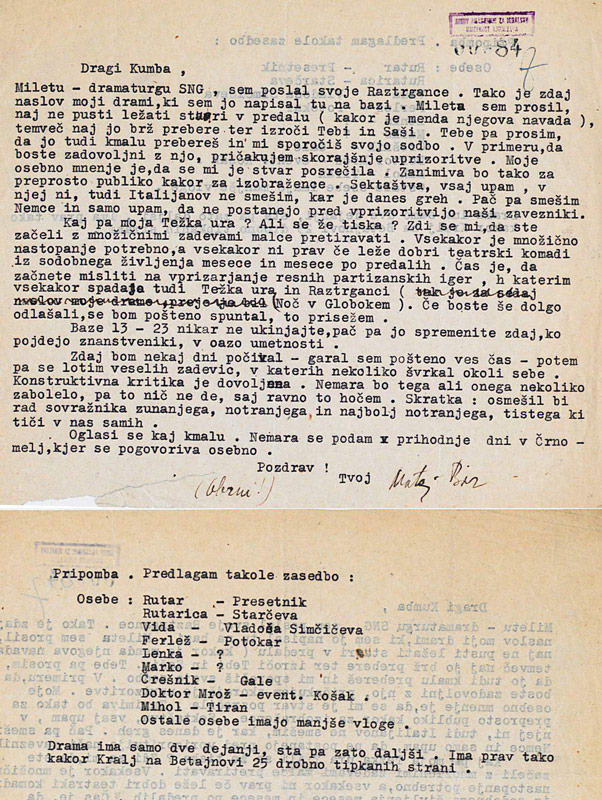 84
7
Dragi Kumba ,
Miletu - dramaturgu SNG , sem poslal svoje Raztrgance . Tako je zdaj
naslov moji drami,ki sem jo napisal tu na bazi . Mileta sem prosil,
naj ne pusti ležati stvari v predalu ( kakor je menda njegova navada ),
temveč naj jo brž prebere ter izroči Tebi in Saši . Tebe pa prosim,
da jo tudi kmalu prebereš in mi sporočiš svojo sodbo . V primeru,da
boste zadovoljni z njo, pričakujem skorajšnje uprizoritve . Moje
osebno mnenje je,da se mi je stvar posrečila . Zanimiva bo tako za
preprosto publiko kakor za izobražence . Sektaštva, vsaj upam , v
njej ni, tudi Italijanov ne smešim, kar je danes greh . Pač pa smešim
Nemce in samo upam, da ne postanejo pred vprizoritvijo naši zavezniki.
Kaj pa moja Težka ura ? Ali se že tiska ? Zdi se mi,da ste
začeli z množičnimi zadevami malce pretiravati . Vsekakor je množično
nastopanje potrebno,a vsekakor ni prav če leže dobri teatrski komadi
iz sodobnega življenja mesece in mesece po predalih . Čas je, da
začnete misliti na vprizarjanje resnih partizanskih iger , h katerim
vsekakor spadajo tudi Težka ura in Raztrganci ( tak je za sedaj
naslov moje drame, prej je bil (Noč v Globokem ). Če boste še dolgo
odlašali,se bom pošteno spuntal, to prisežem .
Baze 13 - 23 nikar ne ukinjajte,pač pa jo spremenite zdaj,ko
pojdejo znanstveniki, v oazo umetnosti .
Zdaj bom nekaj dni počival - garal sem pošteno ves čas - potem
pa se lotim veselih zadevic, v katerih nekoliko švrkal okoli sebe .
Konstruktivna kritika je dovoljena . Nemara bo tega ali onega nekoliko
zabolelo, pa to nič ne de, saj ravno to hočem . Skratka : osmešil bi
rad sovražnika zunanjega, notranjega in najbolj notranjega, tistega ki
tiči v nas samih .
Oglasi se kaj kmalu . Nemara se podam x prihodnje dni v Črno -
melj,kjer se pogovoriva osebno .
Pozdrav !
(Obrni!) Tvoj Matej Bor
Pripomba . Predlagam takole zasedbo :
Osebe : Rutar - Presetnik
Rutarica - Starčeva
Vida - Vladoša Simčičeva
Ferlež - Potokar
Lenka - ?
Marko - ?
Črešnik - Gale
Doktor Mrož - event. Košak .
Mihol - Tiran
Ostale osebe imajo manjše vloge .
Drama ima samo dve dejanji, sta pa zato daljši . Ima prav tako
kakor Kralj na Betajnovi 25 drobno tipkanih strani .